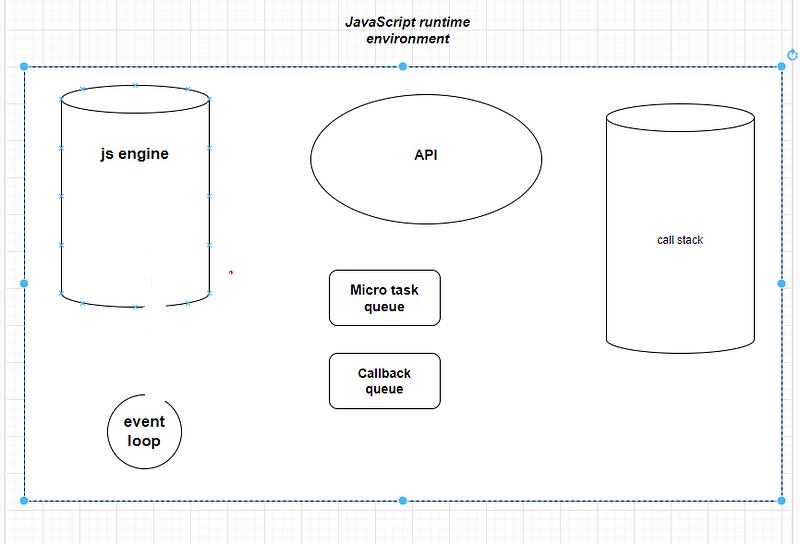 JavaScript runtime
environment
js engine
API
call stack
Micro task
queue
Callback
queue
event
loop